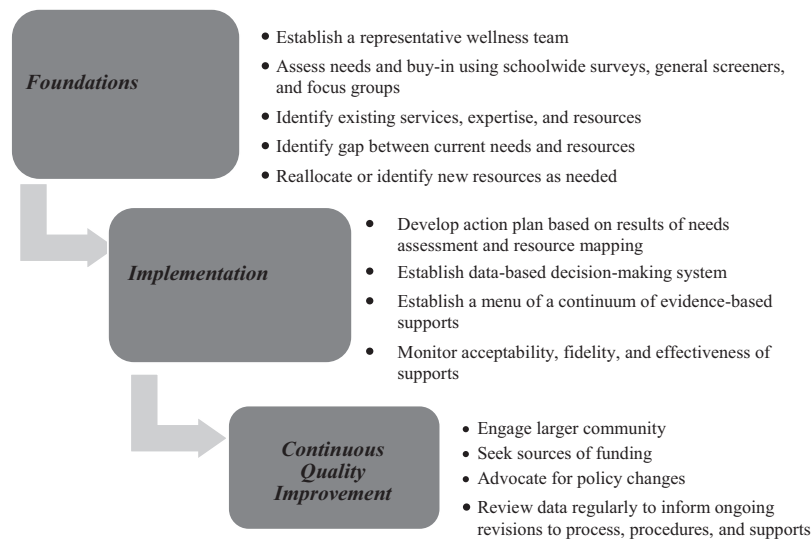 Foundations
• Establish a representative wellness team
• Assess needs and buy-in using schoolwide surveys, general screeners,
and focus groups
• Identify existing services, expertise, and resources
• Identify gap between current needs and resources
• Reallocate or identify new resources as needed
Implementation
• Develop action plan based on results of needs
assessment and resource mapping
• Establish data-based decision-making system
• Establish a menu of a continuum of evidence-based
supports
• Monitor acceptability, fidelity, and effectiveness of
supports
Continuous
Quality
Improvement
• Engage larger community
• Seek sources of funding
• Advocate for policy changes
• Review data regularly to inform ongoing
revisions to process, procedures, and supports